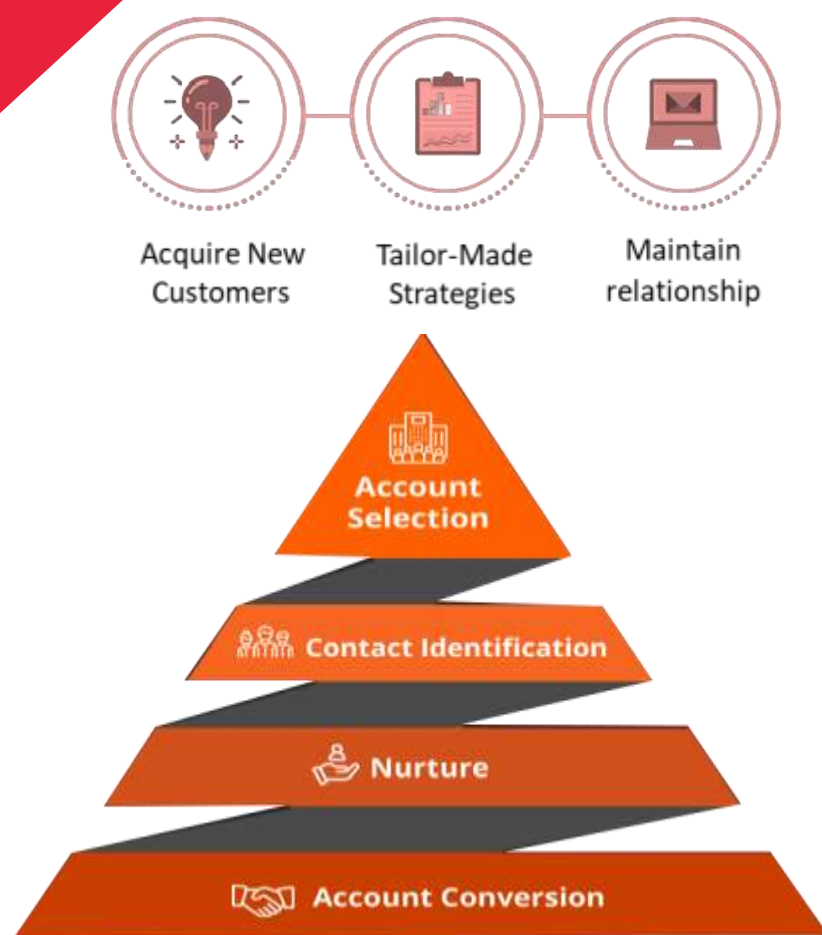 Acquire New
Customers
Tailor-Made
Strategies
Maintain
relationship
Account
Selection
Contact Identification
Nurture
Account Conversion